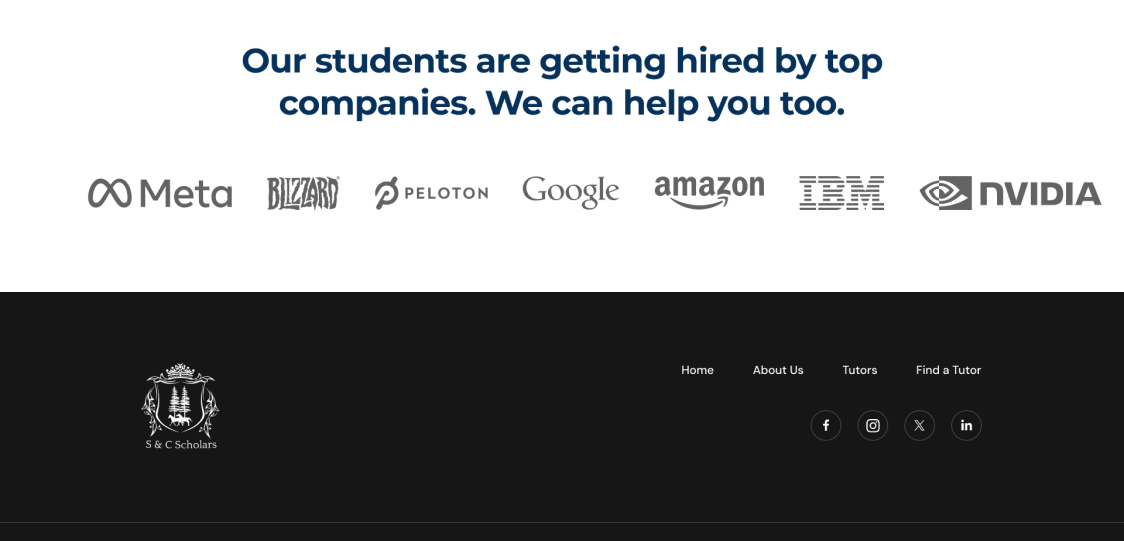 Our students are getting hired by top
companies. We can help you too.
Meta BLIZZARD® PELOTON Google amazon IBM NVIDIA
Home About Us Tutors Find a Tutor
S & C Scholars